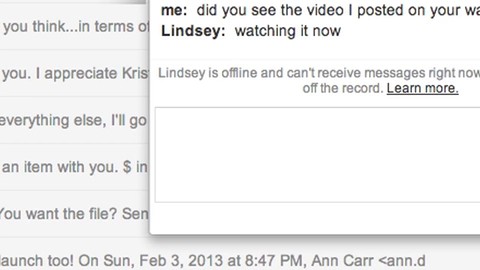 me: did you see the video I posted on your
Lindsey: watching it now
Lindsey is offline and can't receive messages right now
off the record. Learn more.
you think...in terms of
you. I appreciate
everything else, I'll go
an item with you. $ in
You want the file?
launch too! On Sun, Feb 3, 2013 at 8:47 PM, Ann Carr <ann.d